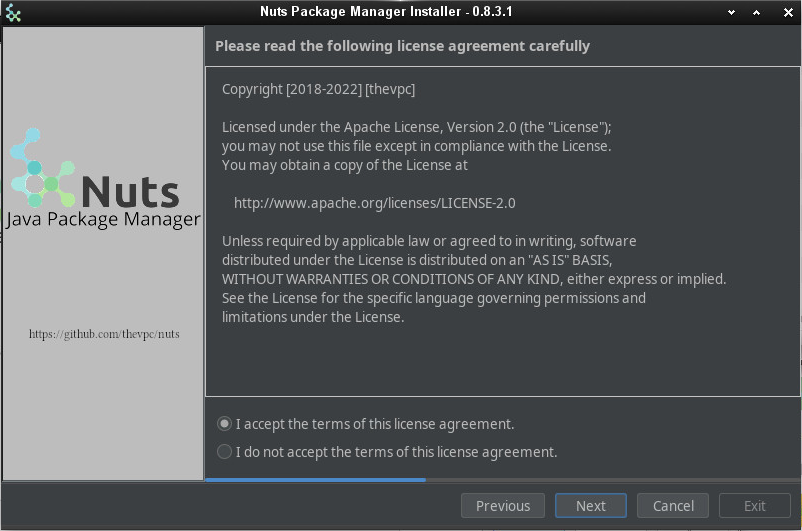 Nuts Package Manager Installer - 0.8.3.1
Nuts
Java Package Manager
https://github.com/thevpc/nuts
Please read the following license agreement carefully
Copyright [2018-2022] [thevpc]
Licensed under the Apache License, Version 2.0 (the "License");
you may not use this file except in compliance with the License.
You may obtain a copy of the License at
http://www.apache.org/licenses/LICENSE-2.0
Unless required by applicable law or agreed to in writing, software
distributed under the License is distributed on an "AS IS" BASIS,
WITHOUT WARRANTIES OR CONDITIONS OF ANY KIND, either express or implied.
See the License for the specific language governing permissions and
limitations under the License.
I accept the terms of this license agreement.
I do not accept the terms of this license agreement.
Previous
Next
Cancel
Exit